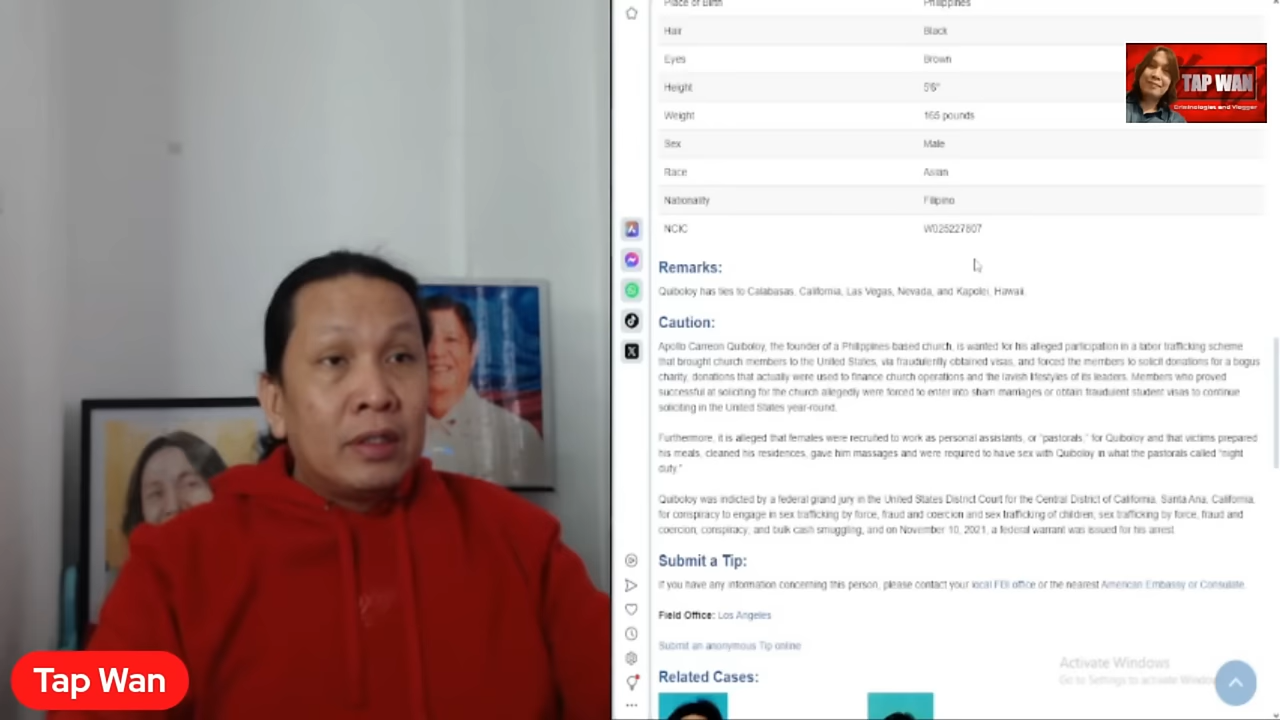 Place of Birth Philippines
Hair Black
Eyes Brown
Height 5'6"
Weight 165 pounds
Sex Male
Race Asian
Nationality Filipino
NCIC W025227807
TAP WAN
Criminologist and Vlogger
Remarks:
Quiboloy has ties to Calabasas, California, Las Vegas, Nevada, and Kapolei, Hawaii.
Caution:
Apollo Carreon Quiboloy, the founder of a Philippines-based church, is wanted for his alleged participation in a labor trafficking scheme
that brought church members to the United States, via fraudulently obtained visas, and forced the members to solicit donations for a bogus
charity, donations that actually were used to finance church operations and the lavish lifestyles of its leaders. Members who proved
successful at soliciting for the church allegedly were forced to enter into sham marriages or obtain fraudulent student visas to continue
soliciting in the United States year-round.
Furthermore, it is alleged that females were recruited to work as personal assistants, or "pastorals," for Quiboloy and that victims prepared
his meals, cleaned his residences, gave him massages and were required to have sex with Quiboloy in what the pastorals called "night
duty."
Quiboloy was indicted by a federal grand jury in the United States District Court for the Central District of California, Santa Ana, California,
for conspiracy to engage in sex trafficking by force, fraud and coercion and sex trafficking of children, sex trafficking by force, fraud and
coercion, conspiracy, and bulk cash smuggling, and on November 10, 2021, a federal warrant was issued for his arrest.
Submit a Tip:
If you have any information concerning this person, please contact your local FBI office or the nearest American Embassy or Consulate.
Field Office: Los Angeles
Submit an anonymous Tip online
Related Cases:
Activate Windows
Go to Settings to activate Windows
Tap Wan